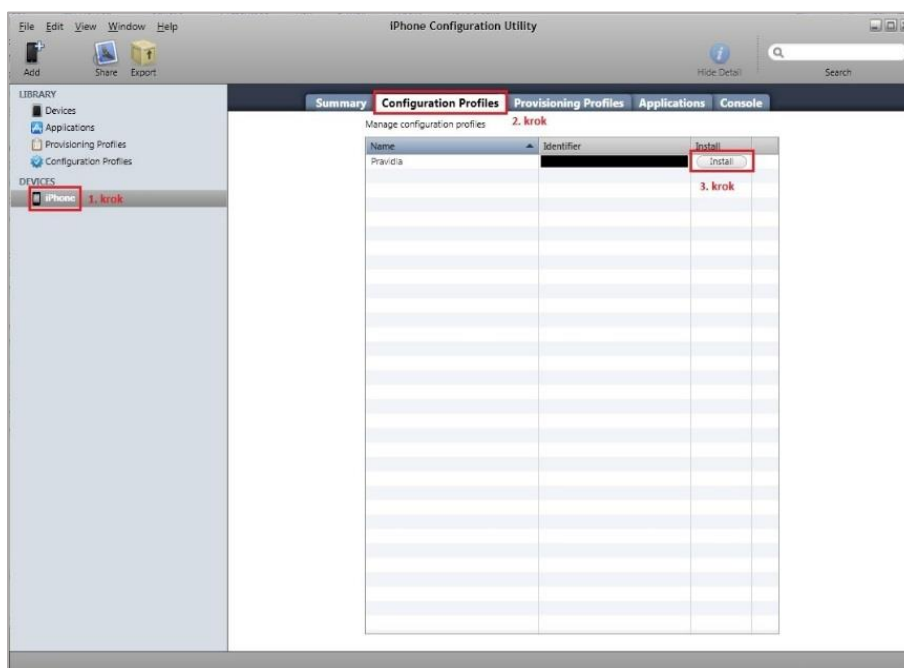 iPhone Configuration Utility
File Edit View Window Help
Add Share Export Hide Detail Search
LIBRARY
Devices
Applications
Provisioning Profiles
Configuration Profiles
DEVICES
iPhone 1. krok
Summary Configuration Profiles Provisioning Profiles Applications Console
Manage configuration profiles 2. krok
Name Identifier Install
Pravidla Install
3. krok